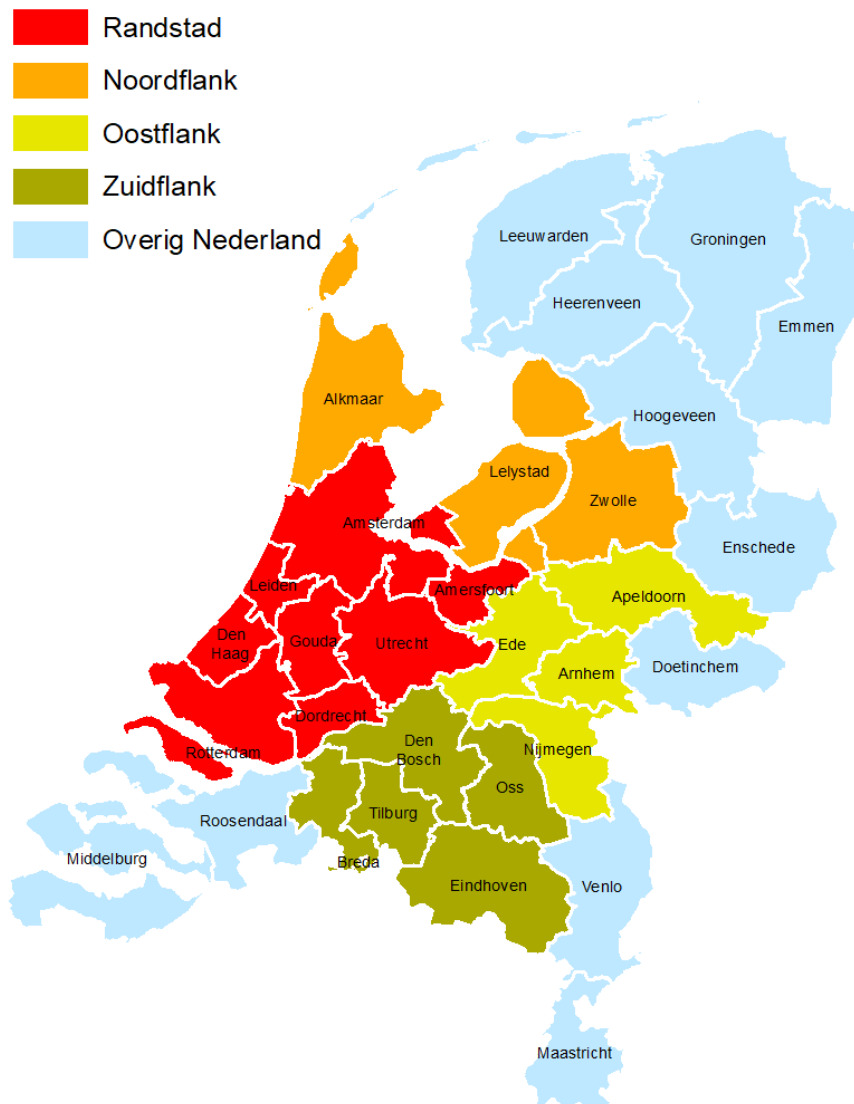 Randstad
Noordflank
Oostflank
Zuidflank
Overig Nederland
Leeuwarden
Groningen
Heerenveen
Emmen
Alkmaar
Hoogeveen
Lelystad
Zwolle
Amsterdam
Enschede
Leiden
Amersfoort
Apeldoorn
Den
Haag
Gouda
Utrecht
Ede
Arnhem
Doetinchem
Dordrecht
Rotterdam
Den
Bosch
Nijmegen
Oss
Roosendaal
Tilburg
Middelburg
Breda
Eindhoven
Venlo
Maastricht